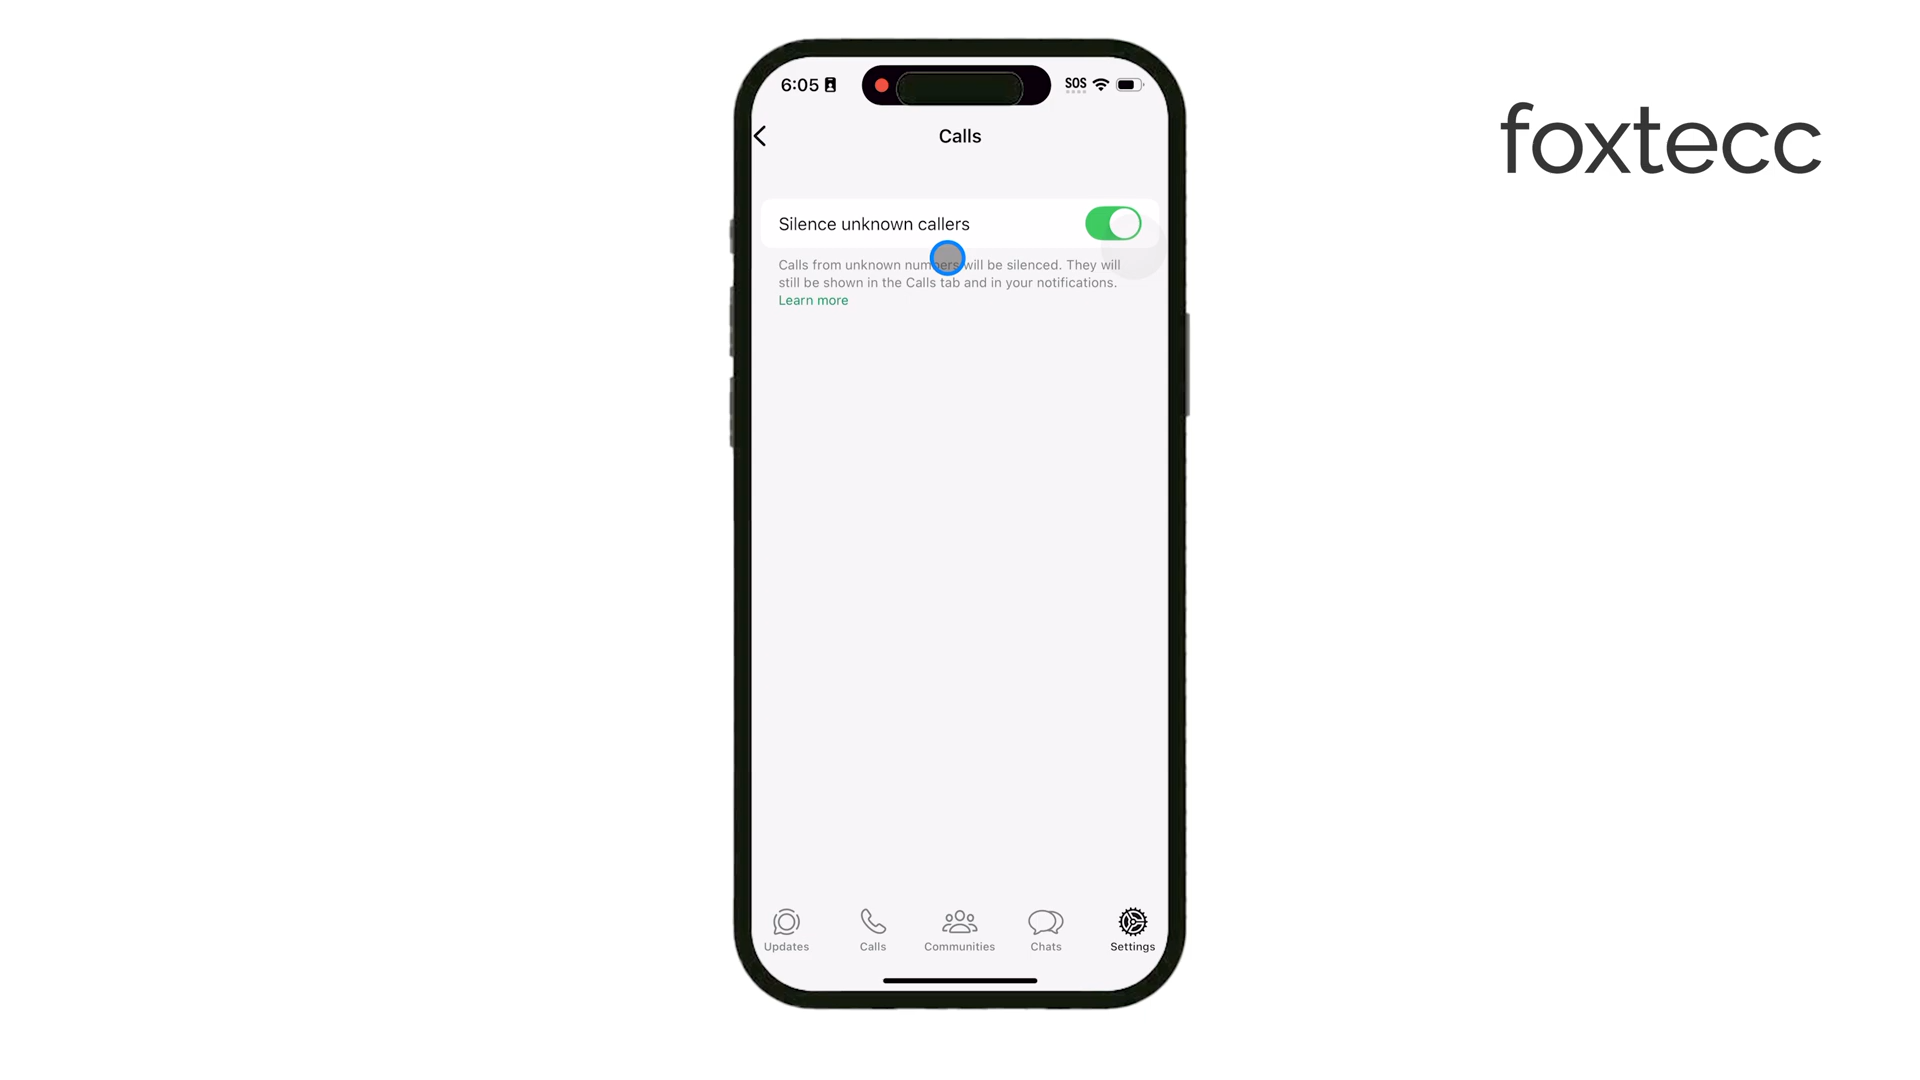 foxtecc
6:05
SOS
Calls
Silence unknown callers
Calls from unknown numbers will be silenced. They will
still be shown in the Calls tab and in your notifications.
Learn more
Updates
Calls
Communities
Chats
Settings